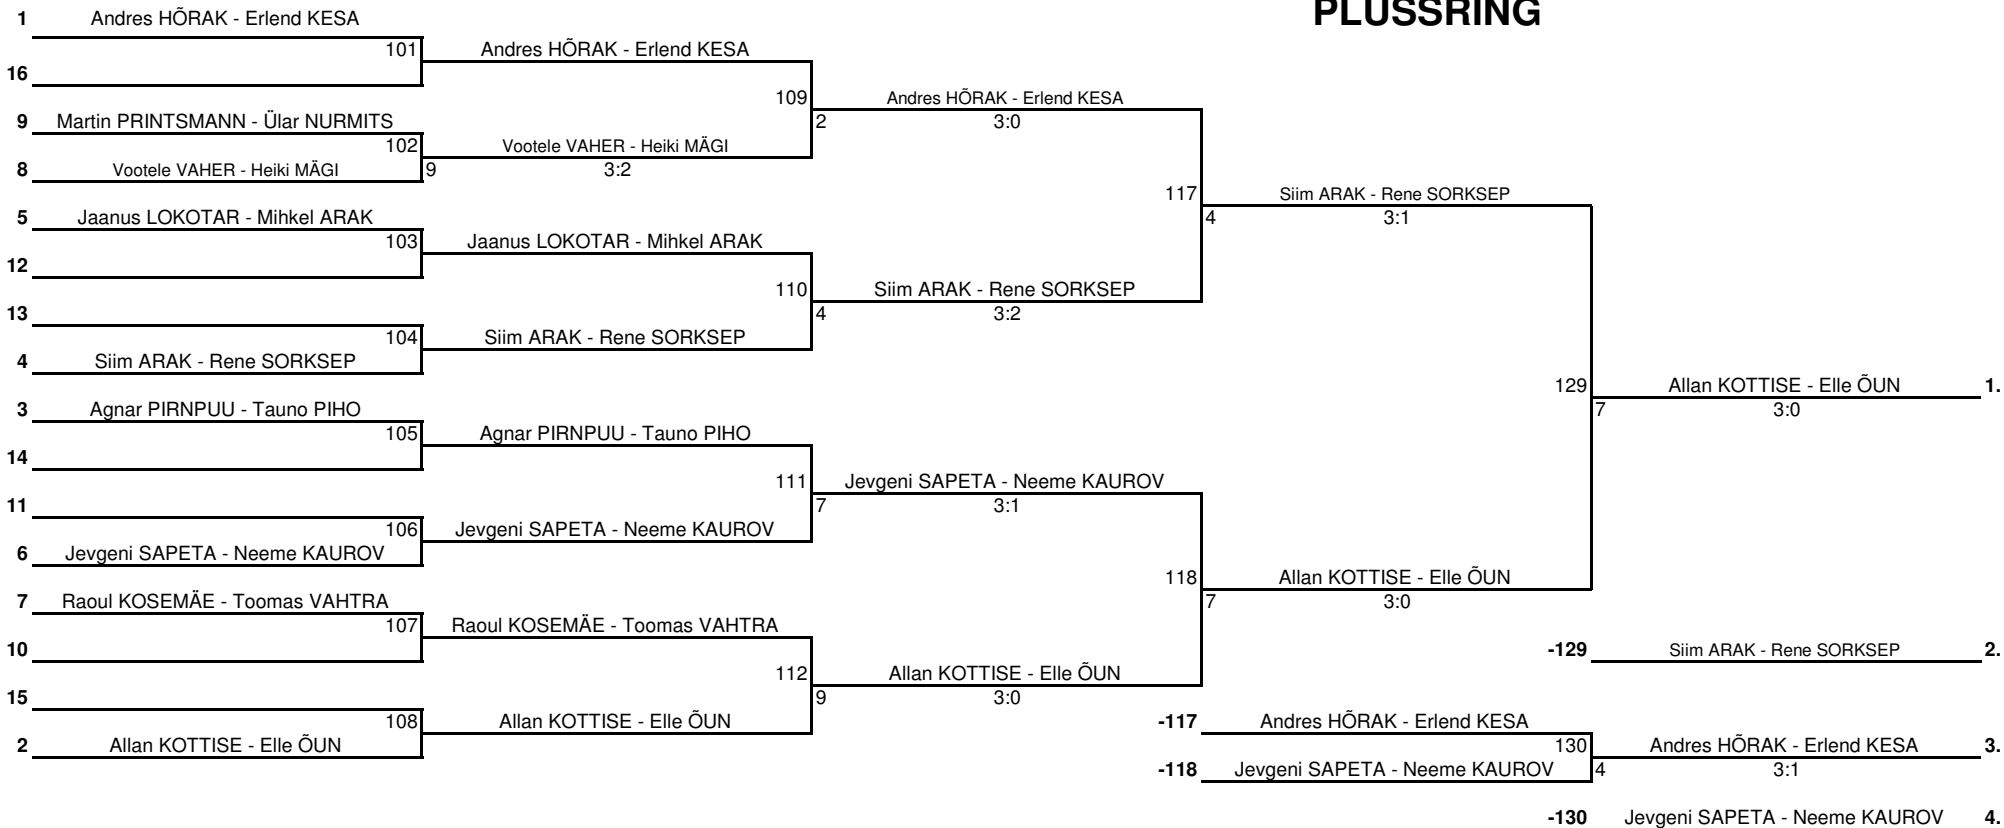 PLUSSRING
1 Andres HÕRAK - Erlend KESA
101 Andres HÕRAK - Erlend KESA
16
109 Andres HÕRAK - Erlend KESA
9 Martin PRINTSMANN - Ülar NURMITS
2 3:0
102 Vootele VAHER - Heiki MÄGI
8 Vootele VAHER - Heiki MÄGI
9 3:2
117 Siim ARAK - Rene SORKSEP
5 Jaanus LOKOTAR - Mihkel ARAK
4 3:1
103 Jaanus LOKOTAR - Mihkel ARAK
12
110 Siim ARAK - Rene SORKSEP
13
4 3:2
104 Siim ARAK - Rene SORKSEP
4 Siim ARAK - Rene SORKSEP
129 Allan KOTTISE - Elle ÕUN 1.
3 Agnar PIRNPUU - Tauno PIHO
7 3:0
105 Agnar PIRNPUU - Tauno PIHO
14
111 Jevgeni SAPETA - Neeme KAUROV
11
7 3:1
106 Jevgeni SAPETA - Neeme KAUROV
6 Jevgeni SAPETA - Neeme KAUROV
118 Allan KOTTISE - Elle ÕUN
7 Raoul KOSEMÄE - Toomas VAHTRA
7 3:0
107 Raoul KOSEMÄE - Toomas VAHTRA
10
-129 Siim ARAK - Rene SORKSEP 2.
112 Allan KOTTISE - Elle ÕUN
15
9 3:0
108 Allan KOTTISE - Elle ÕUN
-117 Andres HÕRAK - Erlend KESA
2 Allan KOTTISE - Elle ÕUN
130 Andres HÕRAK - Erlend KESA 3.
-118 Jevgeni SAPETA - Neeme KAUROV
4 3:1
-130 Jevgeni SAPETA - Neeme KAUROV 4.